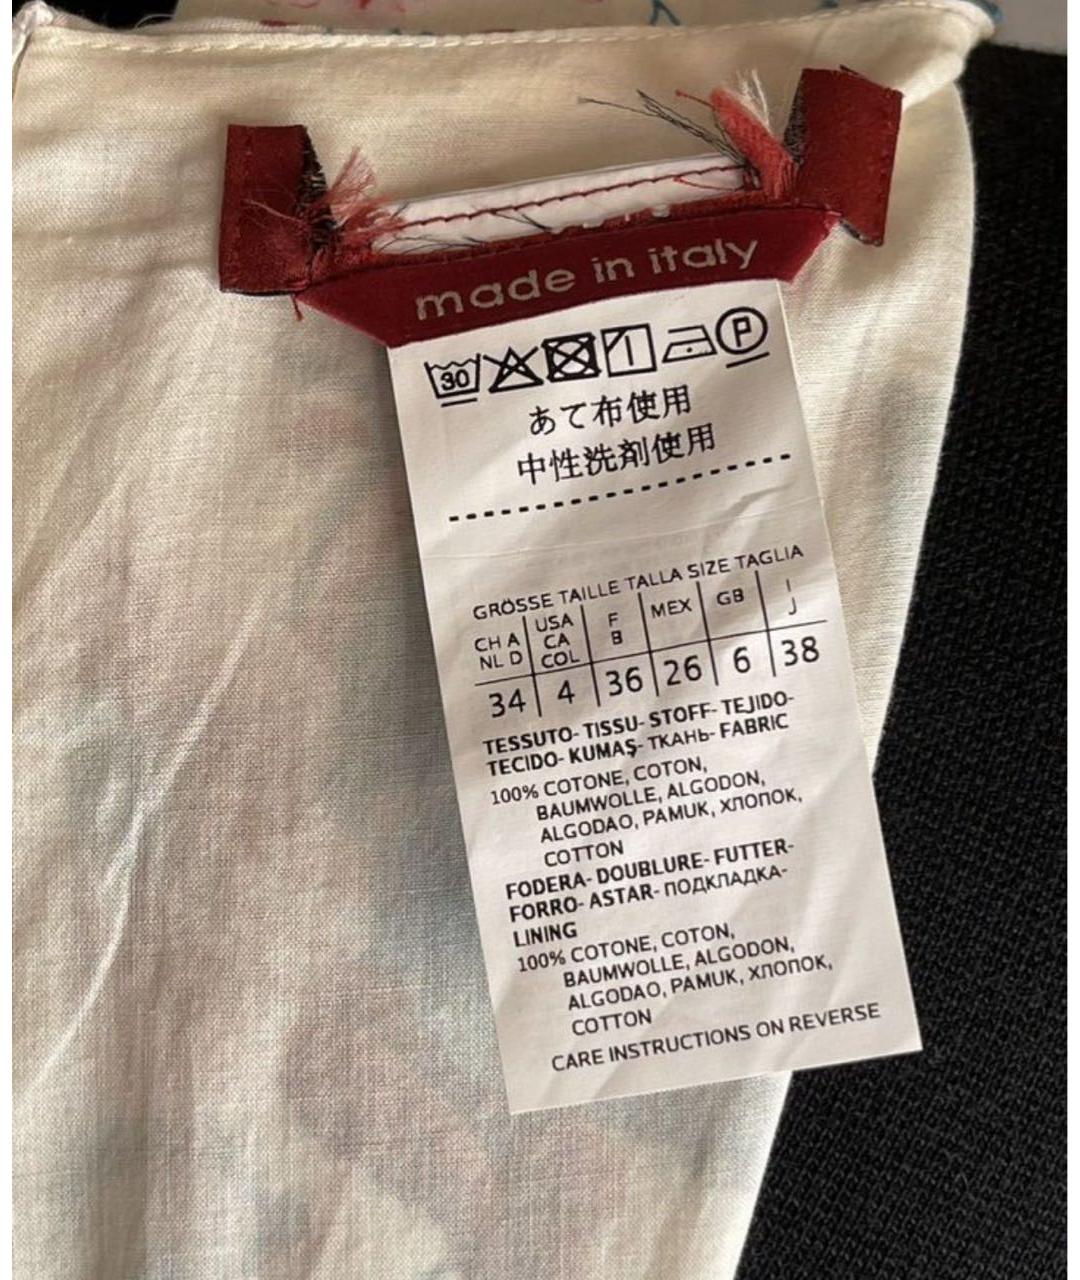 made in italy
30 P
あて布使用
中性洗剤使用
GRÖSSE TAILLE TALLA SIZE TAGLIA
CH A NL D USA CA COL F B MEX GB I J
34 4 36 26 6 38
TESSUTO- TISSU- STOFF- TEJIDO-
TECIDO- KUMAŞ- ТКАНЬ- FABRIC
100% COTONE, COTON,
BAUMWOLLE, ALGODON,
ALGODAO, PAMUK, ХЛОПОК,
COTTON
FODERA- DOUBLURE- FUTTER-
FORRO- ASTAR- ПОДКЛАДКА-
LINING
100% COTONE, COTON,
BAUMWOLLE, ALGODON,
ALGODAO, PAMUK, ХЛОПОК,
COTTON
CARE INSTRUCTIONS ON REVERSE